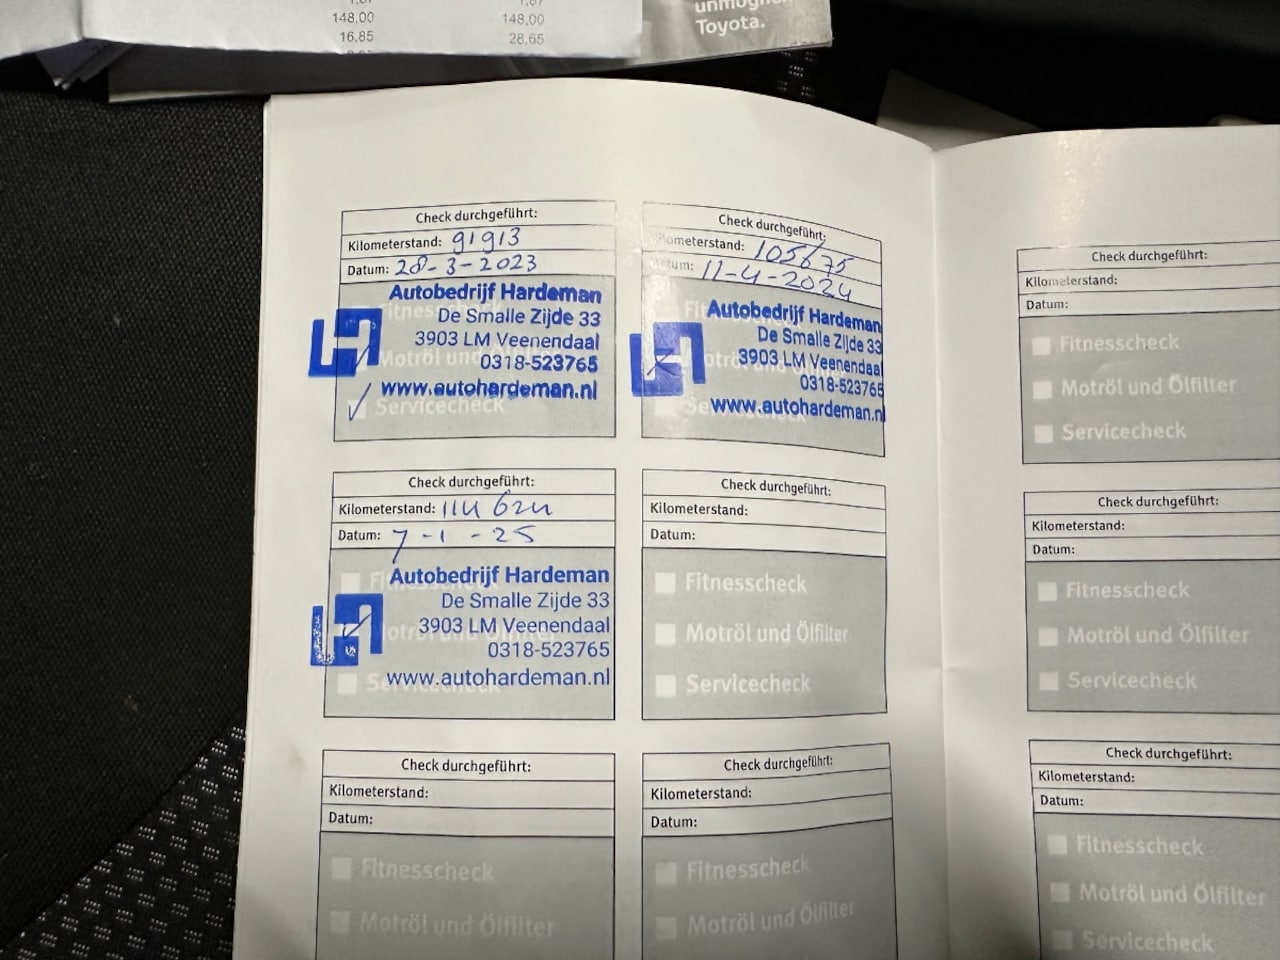 148,00 148,00
16,85 28,65
Toyota.
Check durchgeführt:
Kilometerstand: 91913
Datum: 28-3-2023
Autobedrijf Hardeman
De Smalle Zijde 33
3903 LM Veenendaal
0318-523765
www.autohardeman.nl
Servicecheck
Check durchgeführt:
Kilometerstand: 105675
Datum: 11-4-2024
Autobedrijf Hardeman
De Smalle Zijde 33
3903 LM Veenendaal
0318-523765
www.autohardeman.nl
Check durchgeführt:
Kilometerstand: 114624
Datum: 7-1-25
Autobedrijf Hardeman
De Smalle Zijde 33
3903 LM Veenendaal
0318-523765
www.autohardeman.nl
Check durchgeführt:
Kilometerstand:
Datum:
Fitnesscheck
Motröl und Ölfilter
Servicecheck
Check durchgeführt:
Kilometerstand:
Datum:
Fitnesscheck
Motröl und Ölfilter
Check durchgeführt:
Kilometerstand:
Datum:
Fitnesscheck
Motröl und Ölfilter
Check durchgeführt:
Kilometerstand:
Datum:
Fitnesscheck
Motröl und Ölfilter
Servicecheck
Check durchgeführt:
Kilometerstand:
Datum:
Fitnesscheck
Motröl und Ölfilter
Servicecheck
Check durchgeführt:
Kilometerstand:
Datum:
Fitnesscheck
Motröl und Ölfilter
Servicecheck